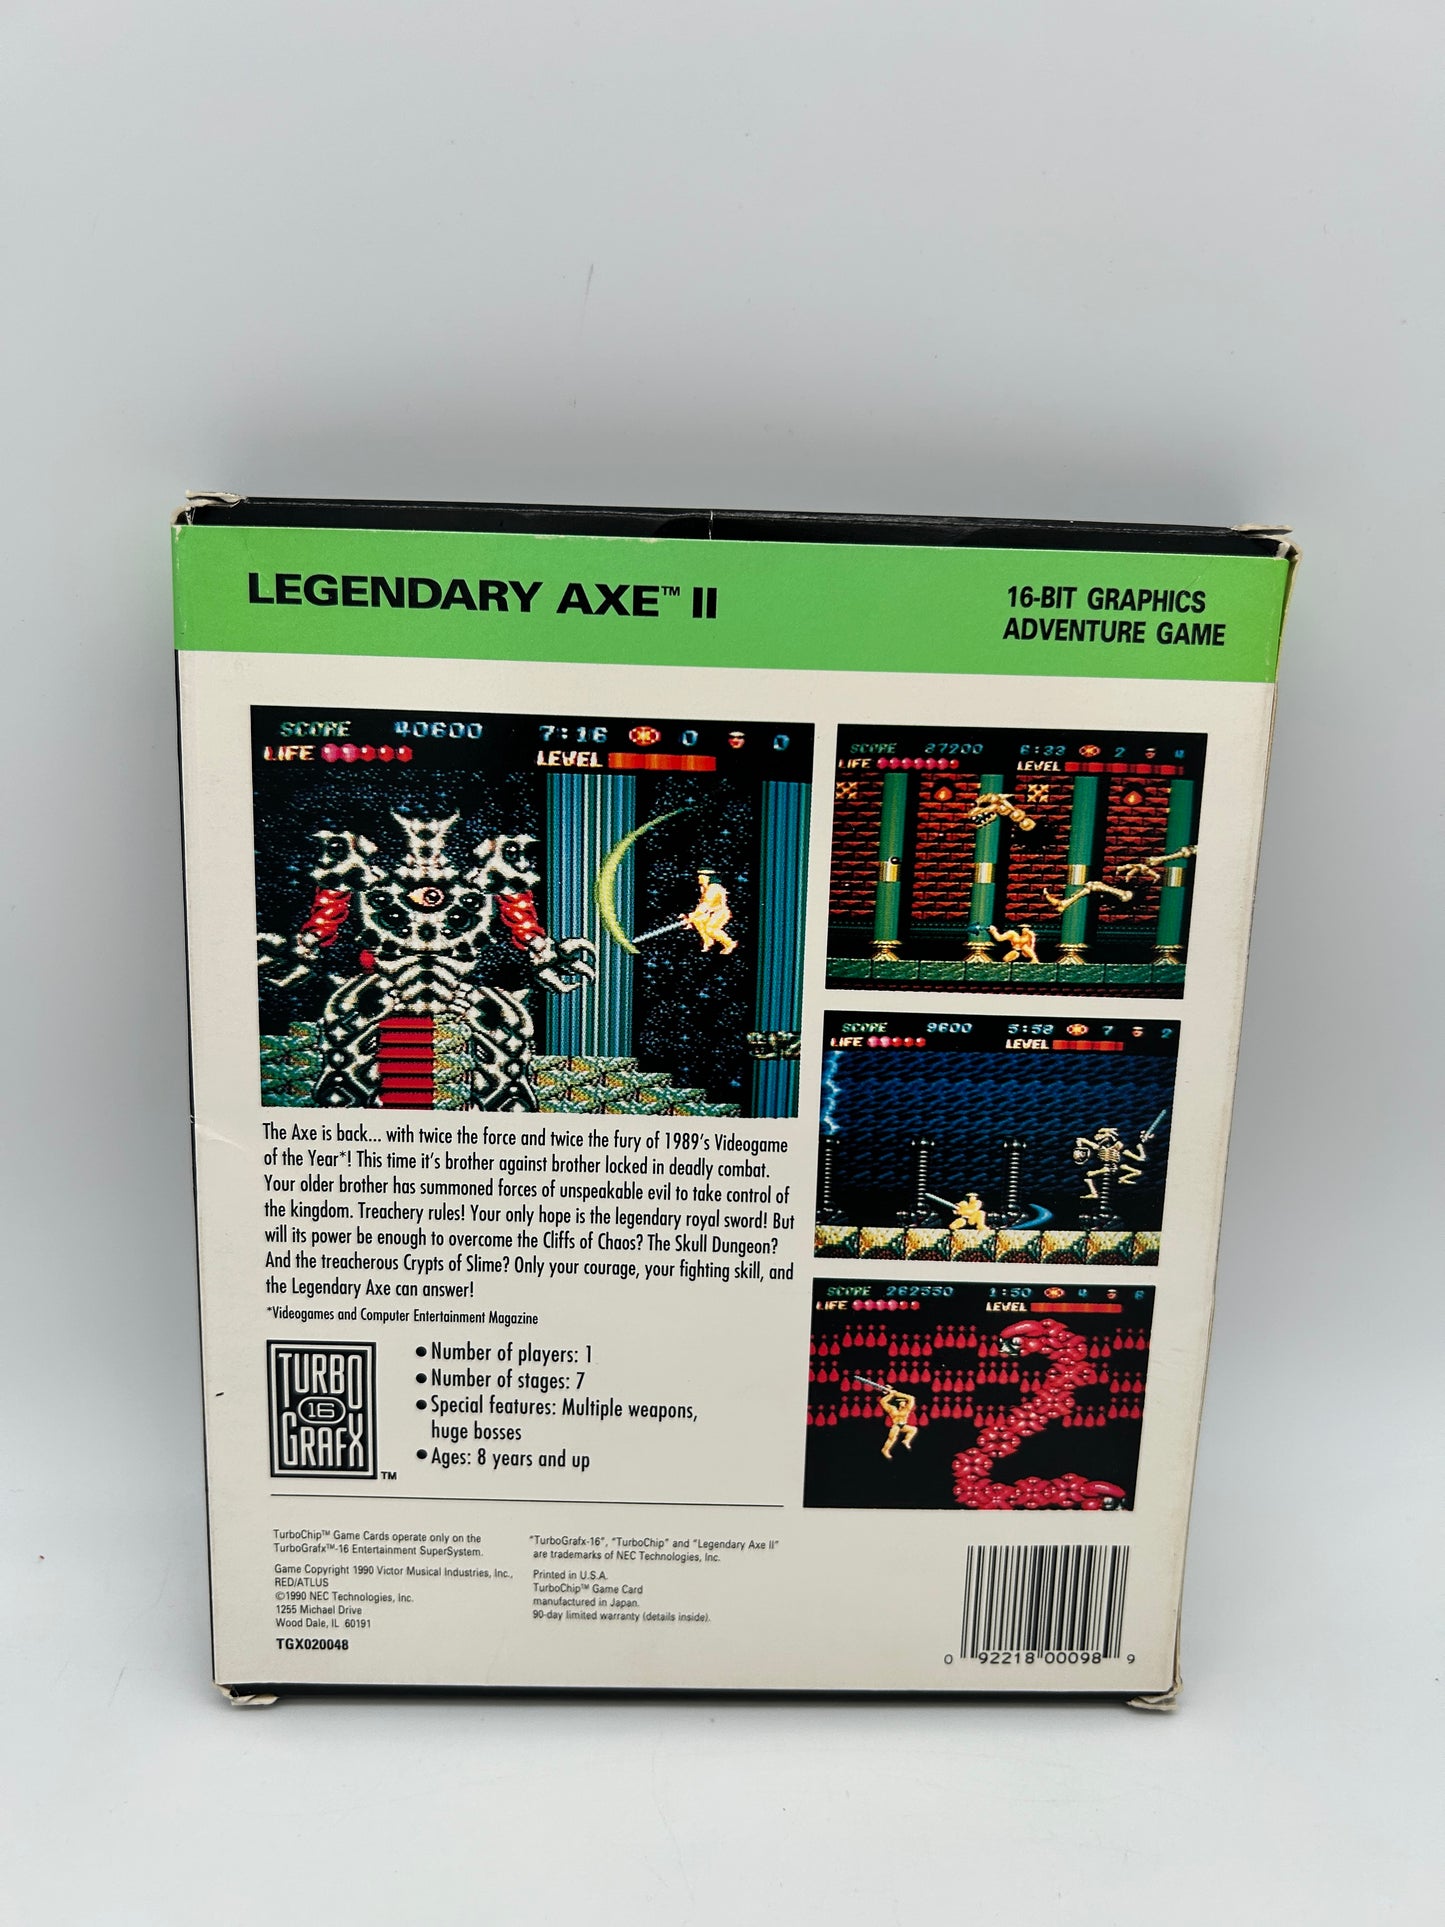 LEGENDARY AXE™ II
16-BIT GRAPHICS
ADVENTURE GAME
SCORE 40600 7:16 0 0
LIFE LEVEL
SCORE 37200 6:33 2 4
LIFE LEVEL
SCORE 9600 5:58 7 2
LIFE LEVEL
SCORE 262550 1:50 4 6
LIFE LEVEL
The Axe is back... with twice the force and twice the fury of 1989's Videogame
of the Year*! This time it's brother against brother locked in deadly combat.
Your older brother has summoned forces of unspeakable evil to take control of
the kingdom. Treachery rules! Your only hope is the legendary royal sword! But
will its power be enough to overcome the Cliffs of Chaos? The Skull Dungeon?
And the treacherous Crypts of Slime? Only your courage, your fighting skill, and
the Legendary Axe can answer!
*Videogames and Computer Entertainment Magazine
TURBO
16
GRAFX
TM
• Number of players: 1
• Number of stages: 7
• Special features: Multiple weapons,
huge bosses
• Ages: 8 years and up
TurboChip™ Game Cards operate only on the
TurboGrafx™-16 Entertainment SuperSystem.
Game Copyright 1990 Victor Musical Industries, Inc.,
RED/ATLUS
©1990 NEC Technologies, Inc.
1255 Michael Drive
Wood Dale, IL 60191
TGX020048
"TurboGrafx-16", "TurboChip" and "Legendary Axe II"
are trademarks of NEC Technologies, Inc.
Printed in U.S.A.
TurboChip™ Game Card
manufactured in Japan.
90-day limited warranty (details inside).
0 92218 00098 9